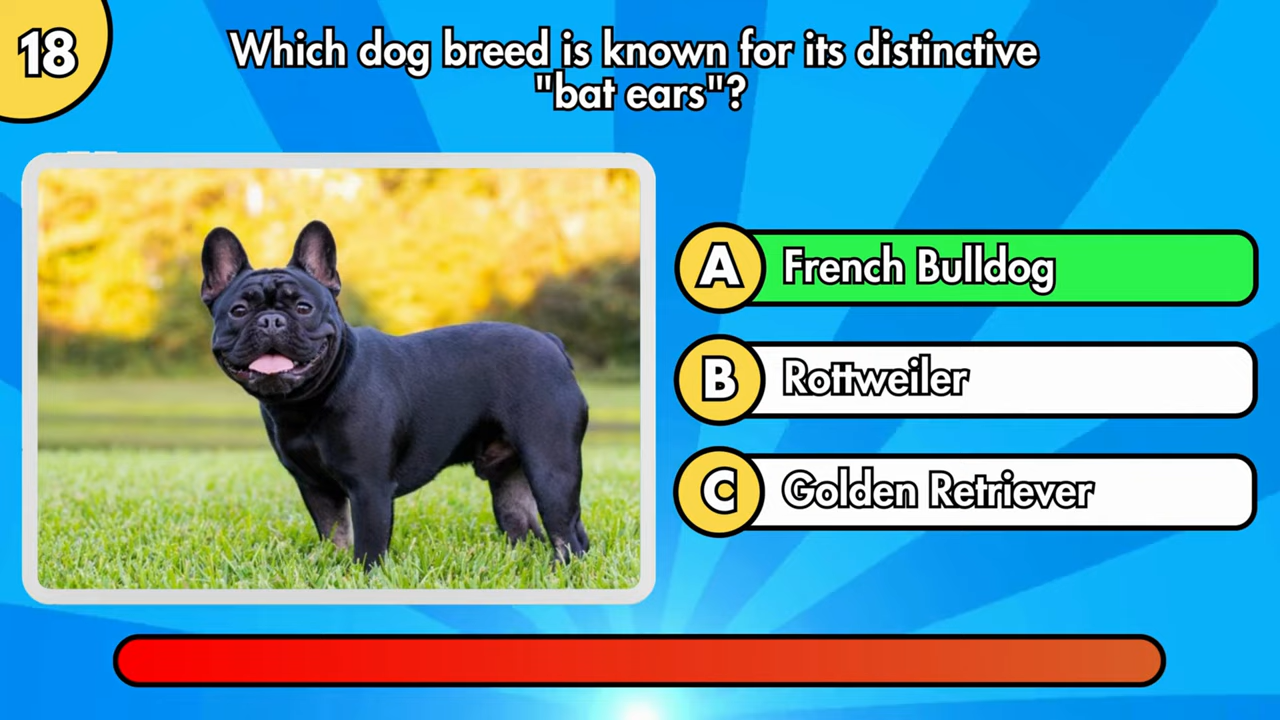 18
Which dog breed is known for its distinctive
"bat ears"?
A French Bulldog
B Rottweiler
C Golden Retriever